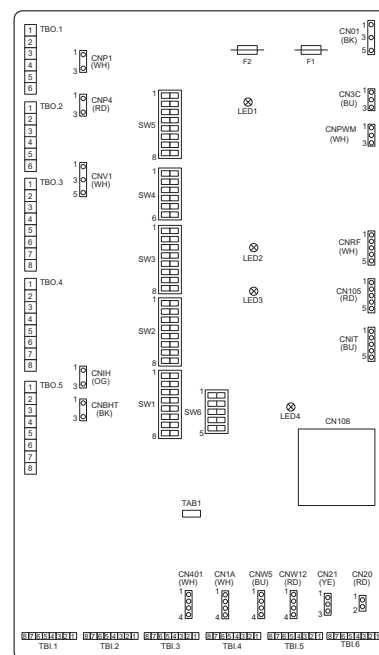 TBO.1
1
2
3
4
5
6
CNP1
(WH)
1
3
F2
F1
CN01
(BK)
1
3
5
TBO.2
1
2
3
4
5
6
CNP4
(RD)
1
3
SW5
1
8
LED1
CN3C
(BU)
1
3
CNPWM
(WH)
1
3
TBO.3
1
2
3
4
5
6
7
8
CNV1
(WH)
1
3
5
SW4
1
6
SW3
1
8
LED2
CNRF
(WH)
1
5
TBO.4
1
2
3
4
5
6
7
8
SW2
1
8
LED3
CN105
(RD)
1
5
CNIT
(BU)
1
5
TBO.5
1
2
3
4
5
6
7
8
CNIH
(OG)
1
3
CNBHT
(BK)
1
3
SW1
1
8
SW6
1
5
LED4
CN108
TAB1
CN401
(WH)
1
4
CN1A
(WH)
1
4
CNW5
(BU)
1
4
CNW12
(RD)
1
4
CN21
(YE)
1
3
CN20
(RD)
1
2
8 7 6 5 4 3 2 1
TBI.1
8 7 6 5 4 3 2 1
TBI.2
8 7 6 5 4 3 2 1
TBI.3
8 7 6 5 4 3 2 1
TBI.4
8 7 6 5 4 3 2 1
TBI.5
8 7 6 5 4 3 2 1
TBI.6